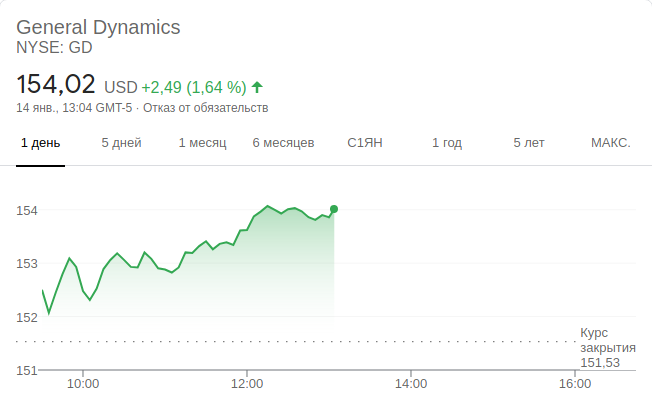 General Dynamics
NYSE: GD
154,02 USD +2,49 (1,64 %)
14 янв., 13:04 GMT-5 · Отказ от обязательств
1 день 5 дней 1 месяц 6 месяцев С1ЯН 1 год 5 лет МАКС.
154
153
152
Курс
закрытия
151,53
151
10:00 12:00 14:00 16:00